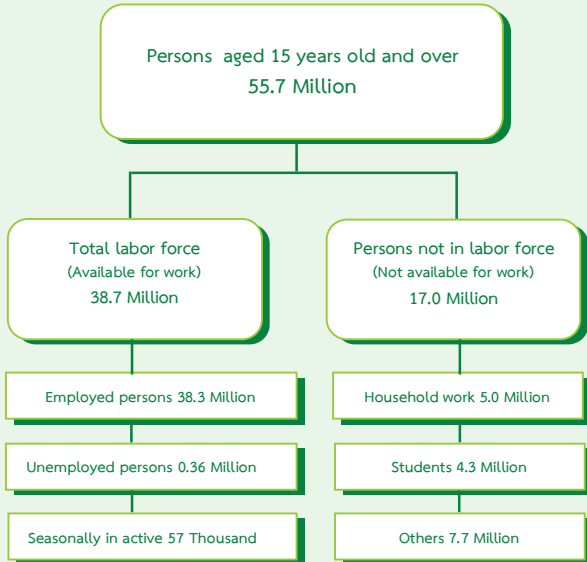 Persons aged 15 years old and over
55.7 Million
Total labor force
(Available for work)
38.7 Million
Persons not in labor force
(Not available for work)
17.0 Million
Employed persons 38.3 Million
Household work 5.0 Million
Unemployed persons 0.36 Million
Students 4.3 Million
Seasonally in active 57 Thousand
Others 7.7 Million